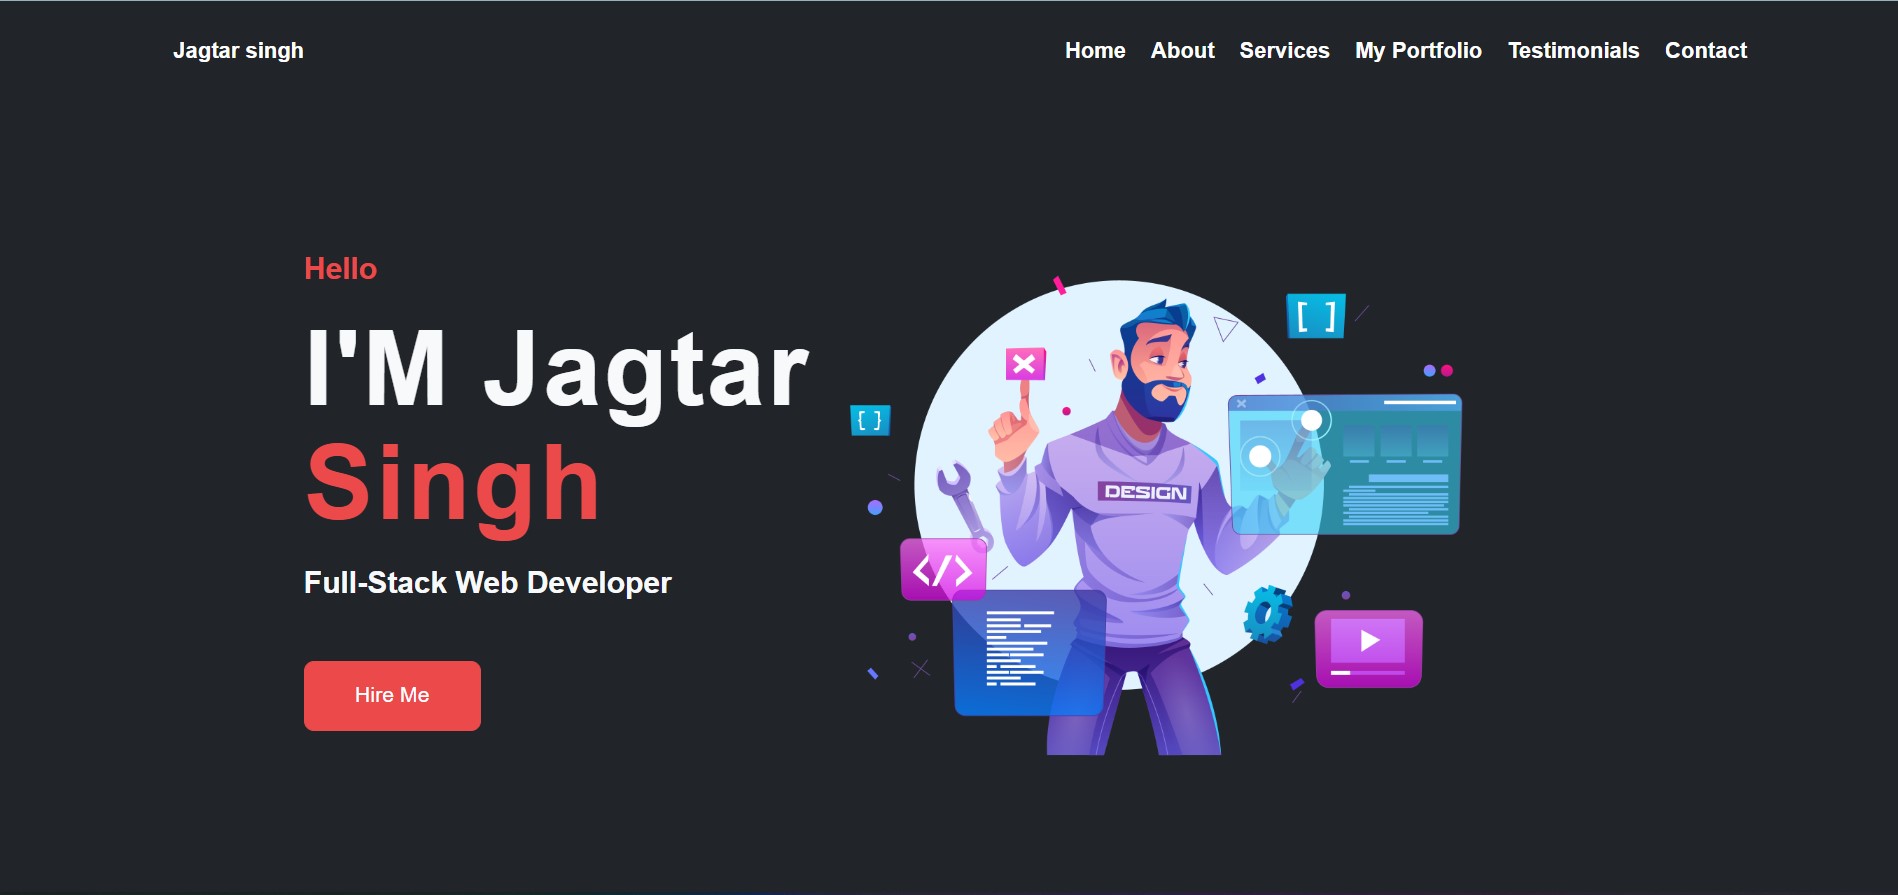 Jagtar singh
Home About Services My Portfolio Testimonials Contact
Hello
I'M Jagtar
Singh
Full-Stack Web Developer
Hire Me
[ ]
{ }
DESIGN
</>